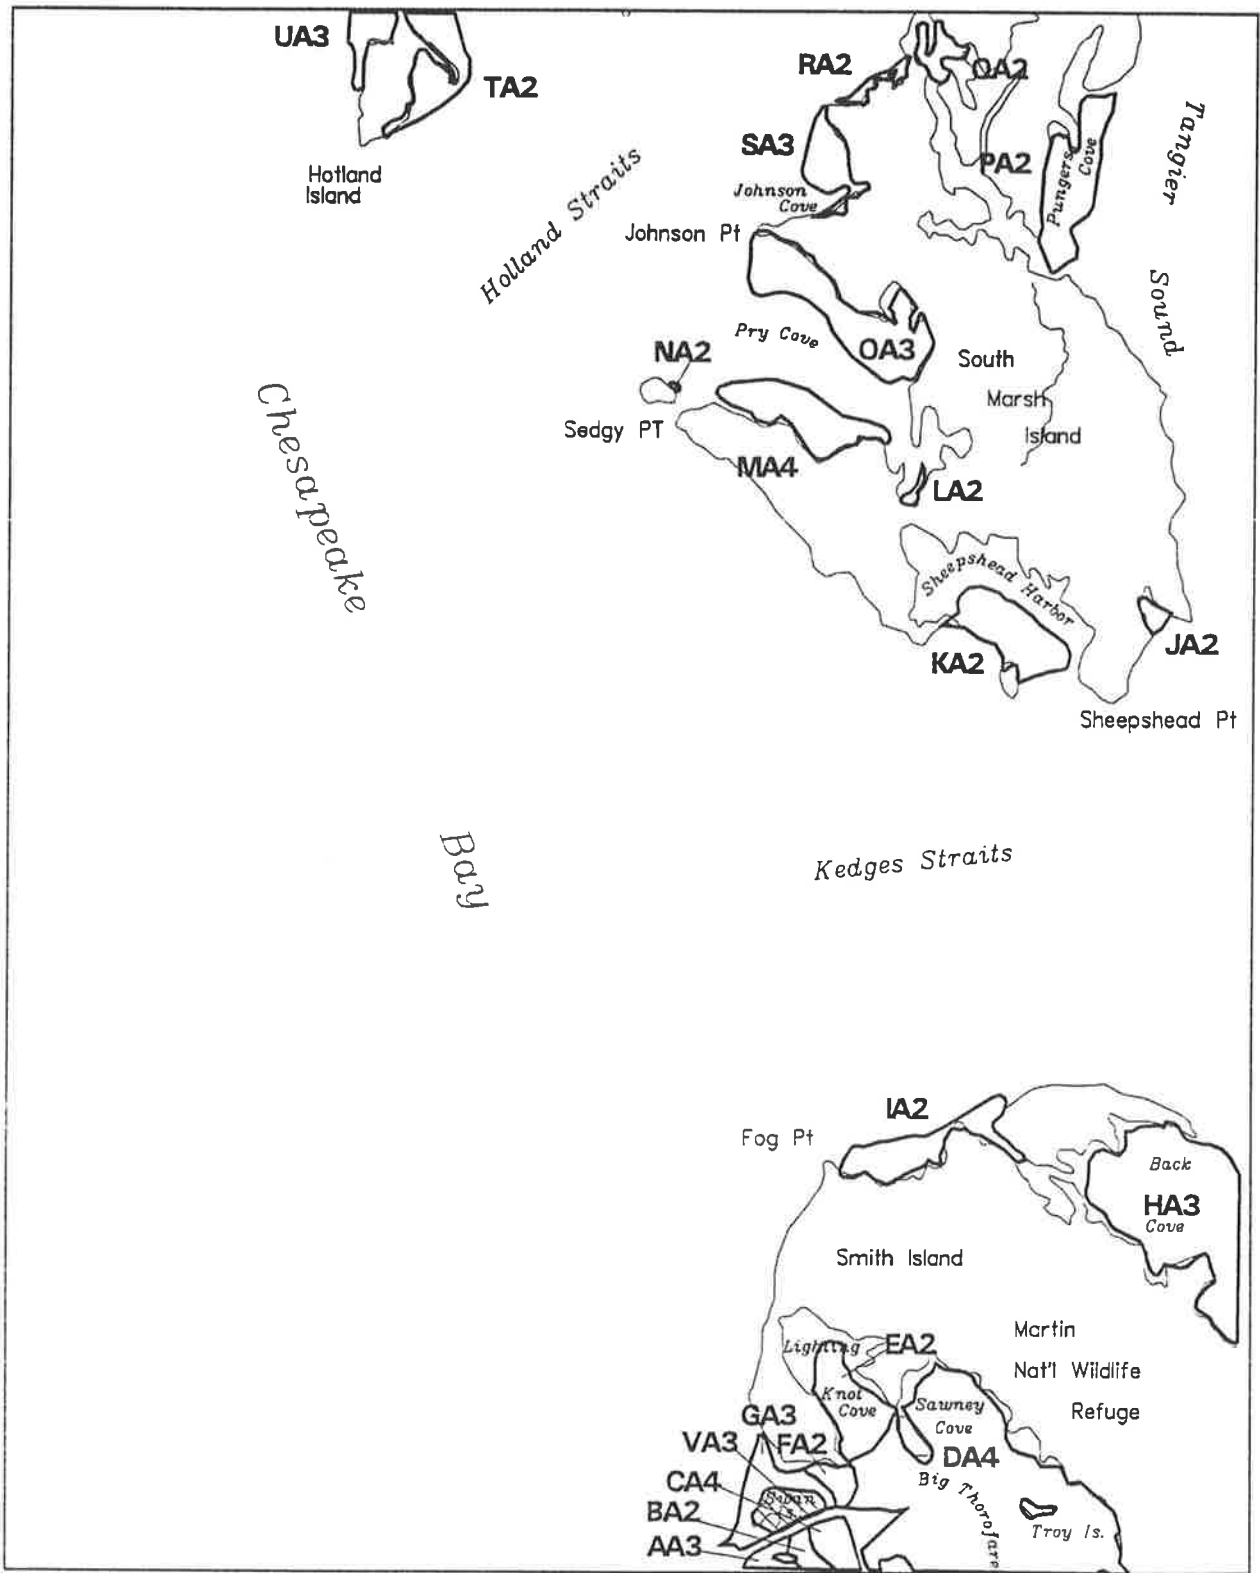 UA3
TA2
Hotland
Island
Holland Straits
RA2
QA2
SA3
PA2
Johnson
Cove
Pungers
Cove
Tangier
Sound
Johnson Pt
Pry Cove
OA3
NA2
Sedgy PT
MA4
LA2
South
Marsh
Island
Chesapeake
Bay
Sheepshead Harbor
KA2
JA2
Sheepshead Pt
Kedges Straits
IA2
Fog Pt
Back
HA3
Cove
Smith Island
Martin
Nat'l Wildlife
Refuge
Lighting
EA2
Knot
Cove
Sawney
Cove
GA3
FA2
VA3
DA4
CA4
Swan
Is.
Big Thorofare
BA2
Troy Is.
AA3